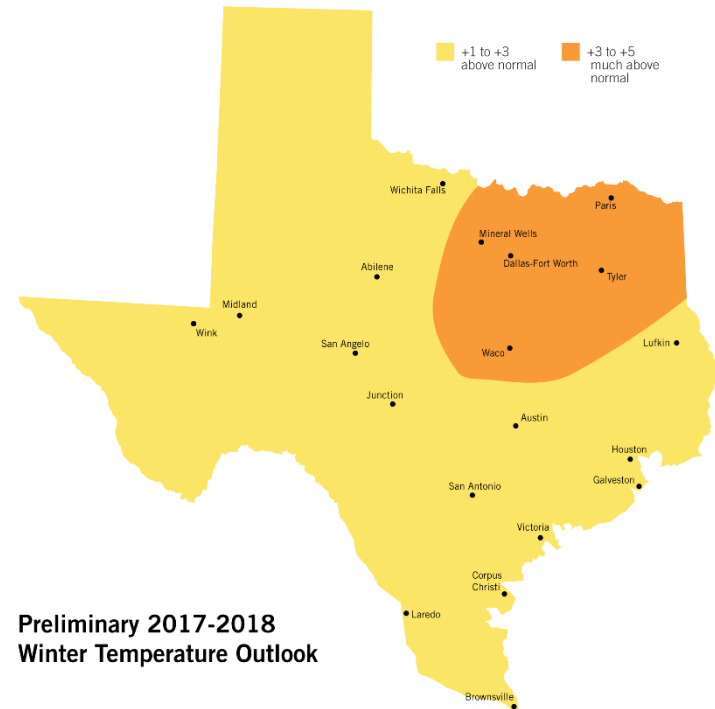 +1 to +3
above normal
+3 to +5
much above
normal
Wichita Falls
Paris
Mineral Wells
Dallas-Fort Worth
Abilene
Tyler
Midland
Wink
San Angelo
Waco
Lufkin
Junction
Austin
Houston
Galveston
San Antonio
Victoria
Corpus
Christi
Laredo
Preliminary 2017-2018
Winter Temperature Outlook
Brownsville